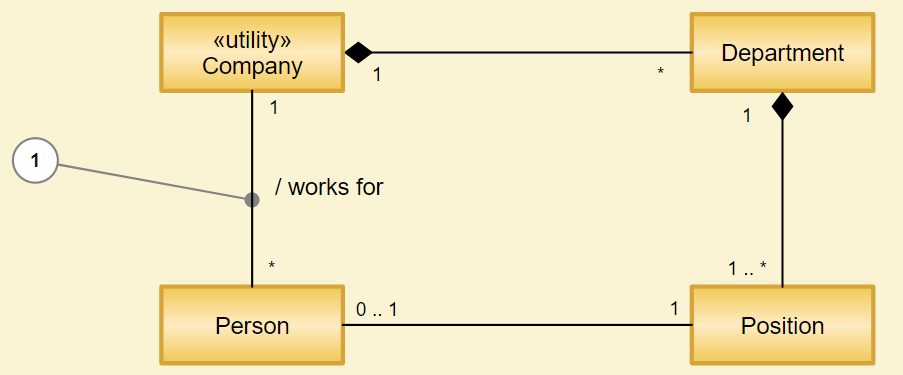 «utility»
Company
Department
1
*
1
1
1
/ works for
*
1 .. *
0 .. 1
1
Person
Position